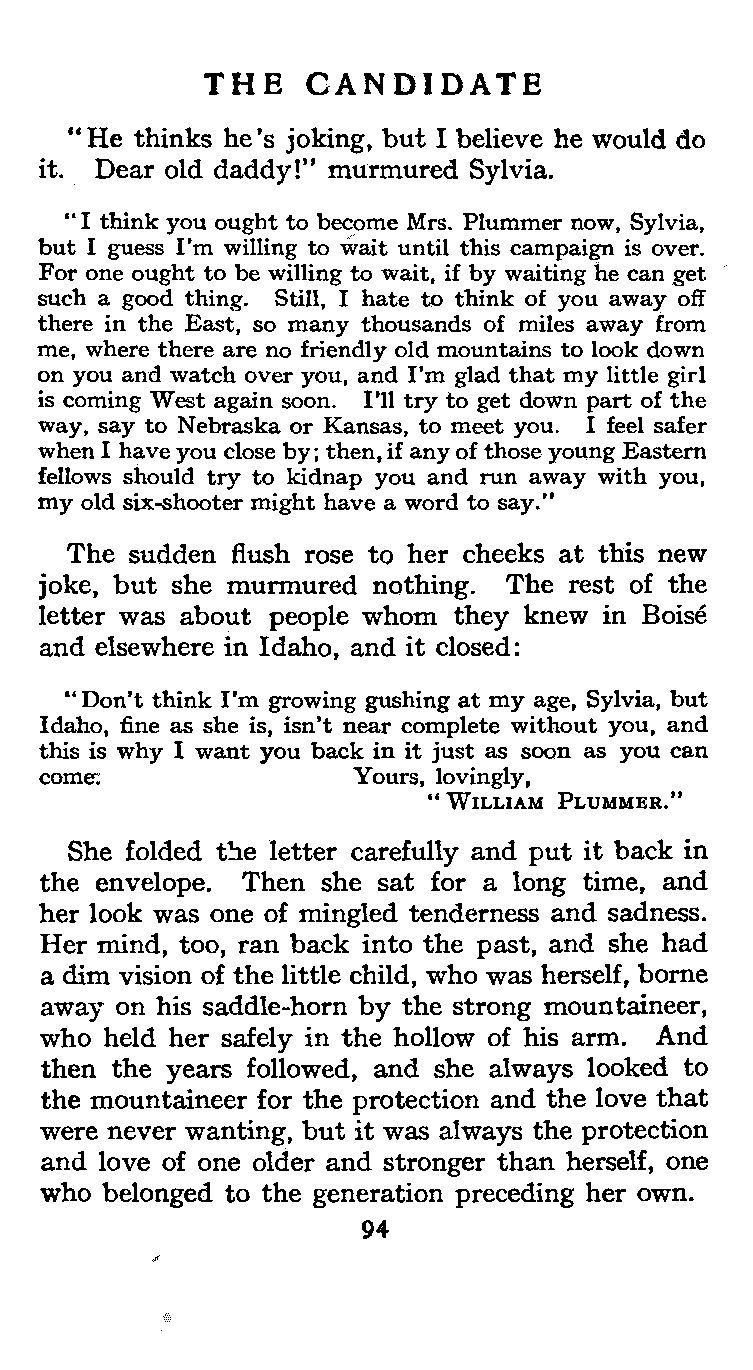 THE CANDIDATE
"He thinks he's joking, but I believe he would do
it. Dear old daddy!" murmured Sylvia.
"I think you ought to become Mrs. Plummer now, Sylvia,
but I guess I'm willing to wait until this campaign is over.
For one ought to be willing to wait, if by waiting he can get
such a good thing. Still, I hate to think of you away off
there in the East, so many thousands of miles away from
me, where there are no friendly old mountains to look down
on you and watch over you, and I'm glad that my little girl
is coming West again soon. I'll try to get down part of the
way, say to Nebraska or Kansas, to meet you. I feel safer
when I have you close by; then, if any of those young Eastern
fellows should try to kidnap you and run away with you,
my old six-shooter might have a word to say."
The sudden flush rose to her cheeks at this new
joke, but she murmured nothing. The rest of the
letter was about people whom they knew in Boisé
and elsewhere in Idaho, and it closed:
"Don't think I'm growing gushing at my age, Sylvia, but
Idaho, fine as she is, isn't near complete without you, and
this is why I want you back in it just as soon as you can
come. Yours, lovingly,
"WILLIAM PLUMMER."
She folded the letter carefully and put it back in
the envelope. Then she sat for a long time, and
her look was one of mingled tenderness and sadness.
Her mind, too, ran back into the past, and she had
a dim vision of the little child, who was herself, borne
away on his saddle-horn by the strong mountaineer,
who held her safely in the hollow of his arm. And
then the years followed, and she always looked to
the mountaineer for the protection and the love that
were never wanting, but it was always the protection
and love of one older and stronger than herself, one
who belonged to the generation preceding her own.
94